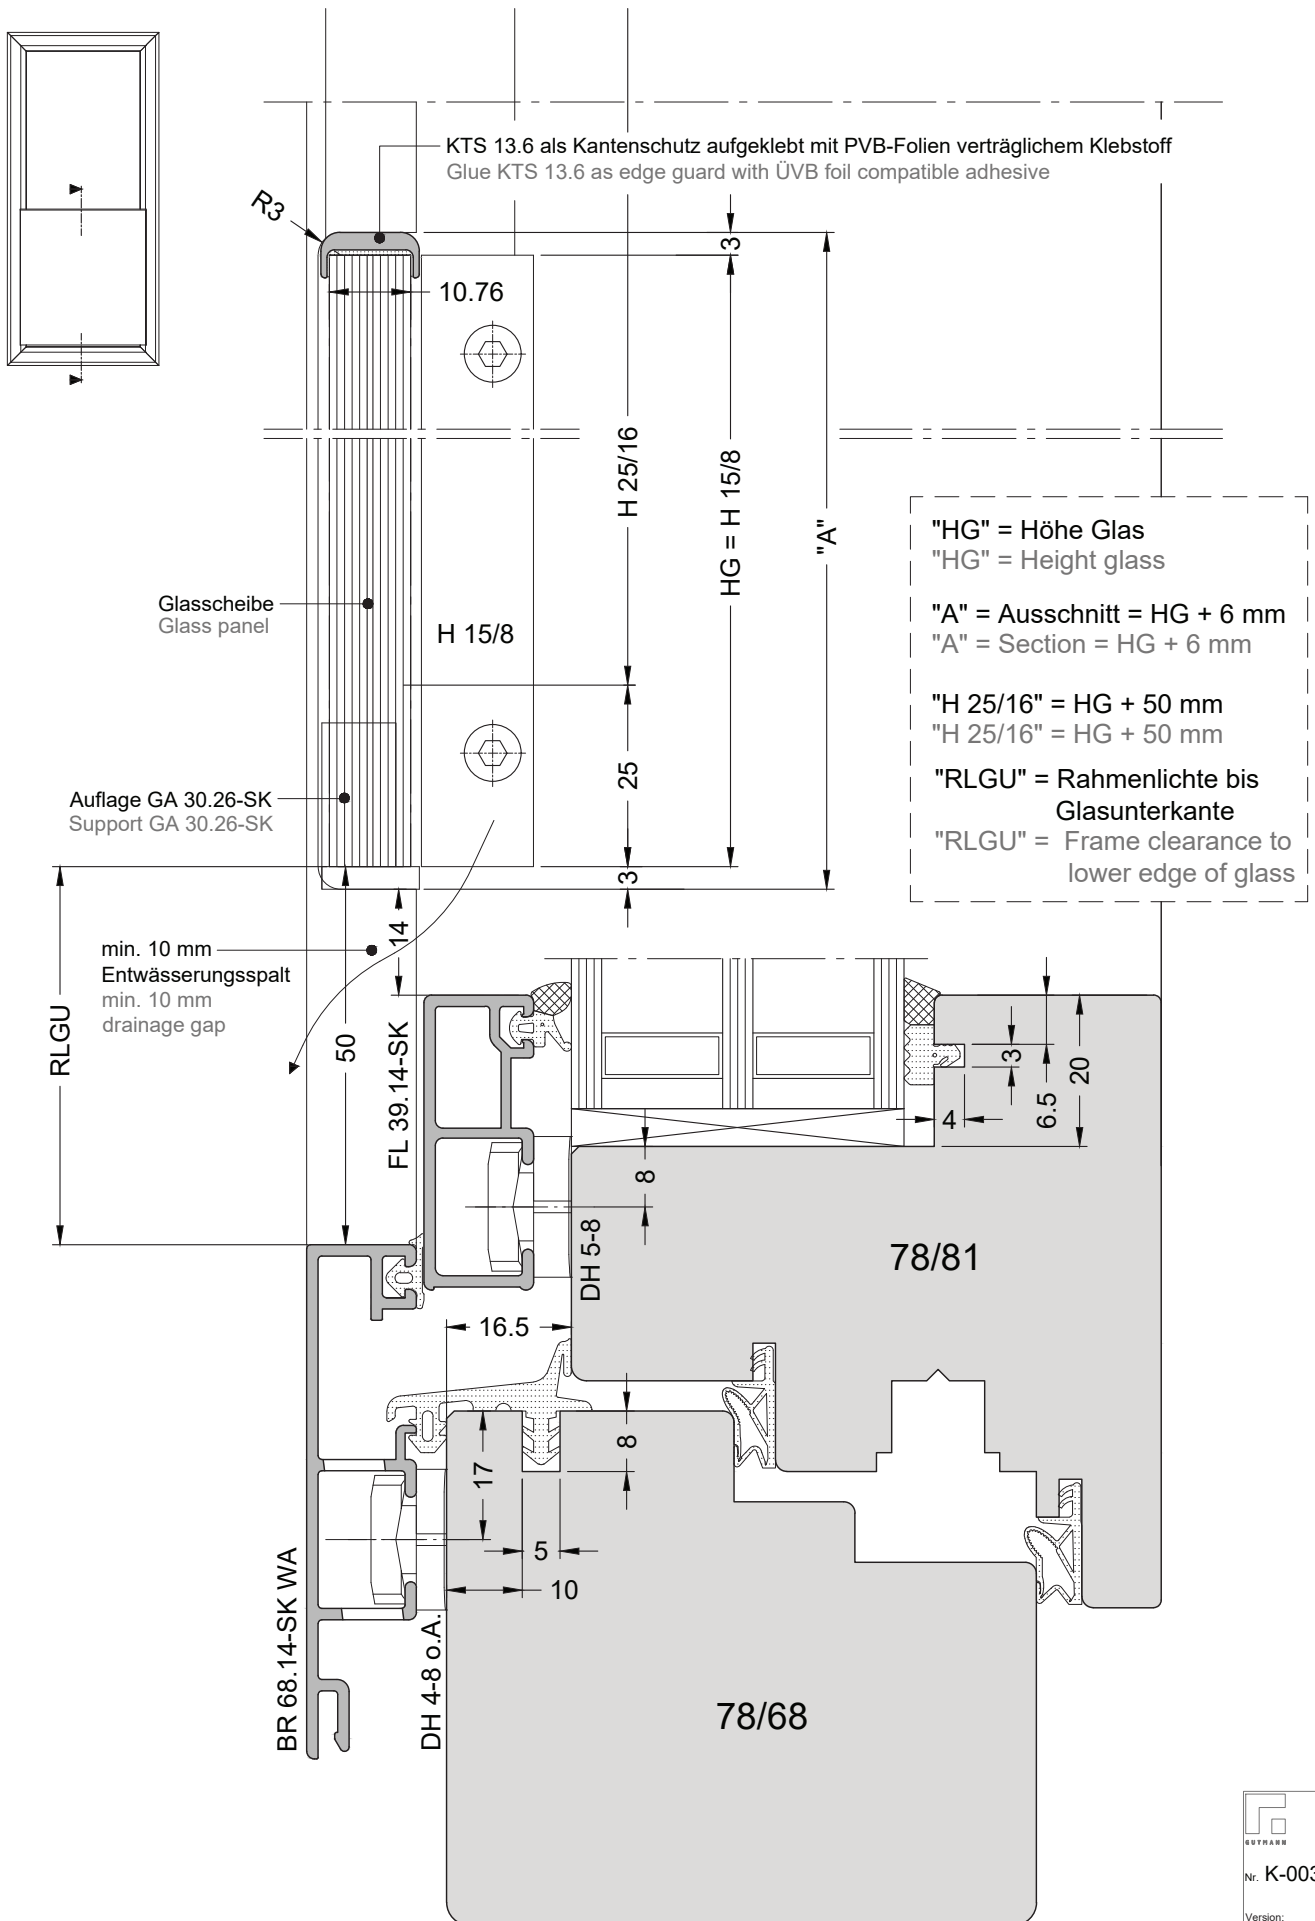 KTS 13.6 als Kantenschutz aufgeklebt mit PVB-Folien verträglichem Klebstoff
Glue KTS 13.6 as edge guard with ÜVB foil compatible adhesive
R3
3
10.76
H 25/16
HG = H 15/8
"A"
"HG" = Höhe Glas
"HG" = Height glass
"A" = Ausschnitt = HG + 6 mm
"A" = Section = HG + 6 mm
"H 25/16" = HG + 50 mm
"H 25/16" = HG + 50 mm
"RLGU" = Rahmenlichte bis
Glasunterkante
"RLGU" = Frame clearance to
lower edge of glass
Glasscheibe
Glass panel
H 15/8
25
Auflage GA 30.26-SK
Support GA 30.26-SK
3
14
min. 10 mm
Entwässerungsspalt
min. 10 mm
drainage gap
RLGU
50
FL 39.14-SK
3
20
6.5
4
8
DH 5-8
78/81
16.5
8
17
5
10
BR 68.14-SK WA
DH 4-8 o.A.
78/68
GUTMANN
Nr. K-003
Version: